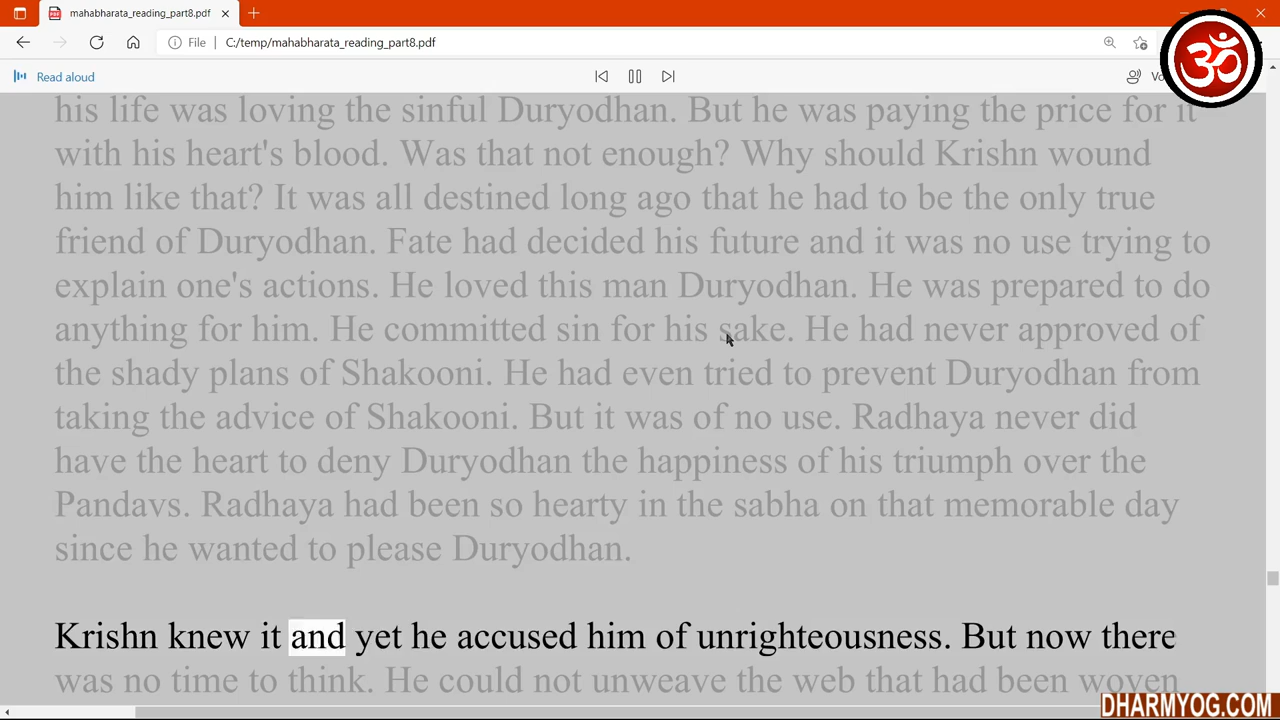 mahabharata_reading_part8.pdf
File C:/temp/mahabharata_reading_part8.pdf
Read aloud
ॐ
his life was loving the sinful Duryodhan. But he was paying the price for it
with his heart's blood. Was that not enough? Why should Krishn wound
him like that? It was all destined long ago that he had to be the only true
friend of Duryodhan. Fate had decided his future and it was no use trying to
explain one's actions. He loved this man Duryodhan. He was prepared to do
anything for him. He committed sin for his sake. He had never approved of
the shady plans of Shakooni. He had even tried to prevent Duryodhan from
taking the advice of Shakooni. But it was of no use. Radhaya never did
have the heart to deny Duryodhan the happiness of his triumph over the
Pandavs. Radhaya had been so hearty in the sabha on that memorable day
since he wanted to please Duryodhan.
Krishn knew it and yet he accused him of unrighteousness. But now there
was no time to think. He could not unweave the web that had been woven
DHARMYOG.COM